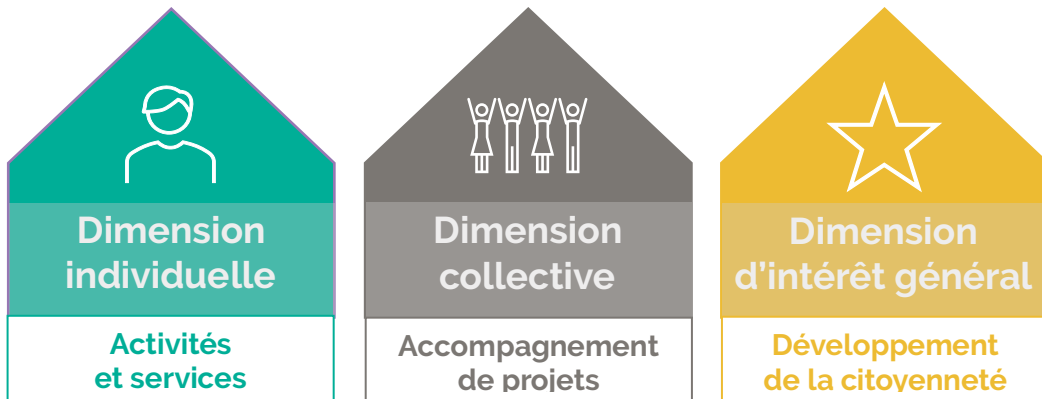 Dimension
individuelle
Activités
et services
Dimension
collective
Accompagnement
de projets
Dimension
d'intérêt général
Développement
de la citoyenneté